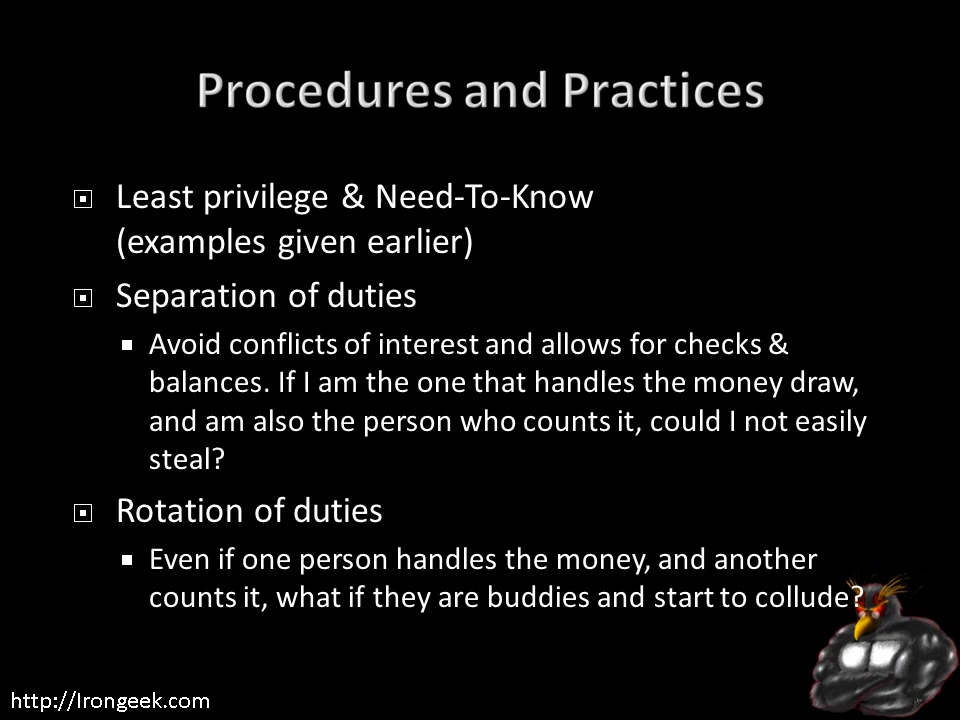 Procedures and Practices
Least privilege & Need-To-Know
(examples given earlier)
Separation of duties
Avoid conflicts of interest and allows for checks &
balances. If I am the one that handles the money draw,
and am also the person who counts it, could I not easily
steal?
Rotation of duties
Even if one person handles the money, and another
counts it, what if they are buddies and start to collude?
http://Irongeek.com